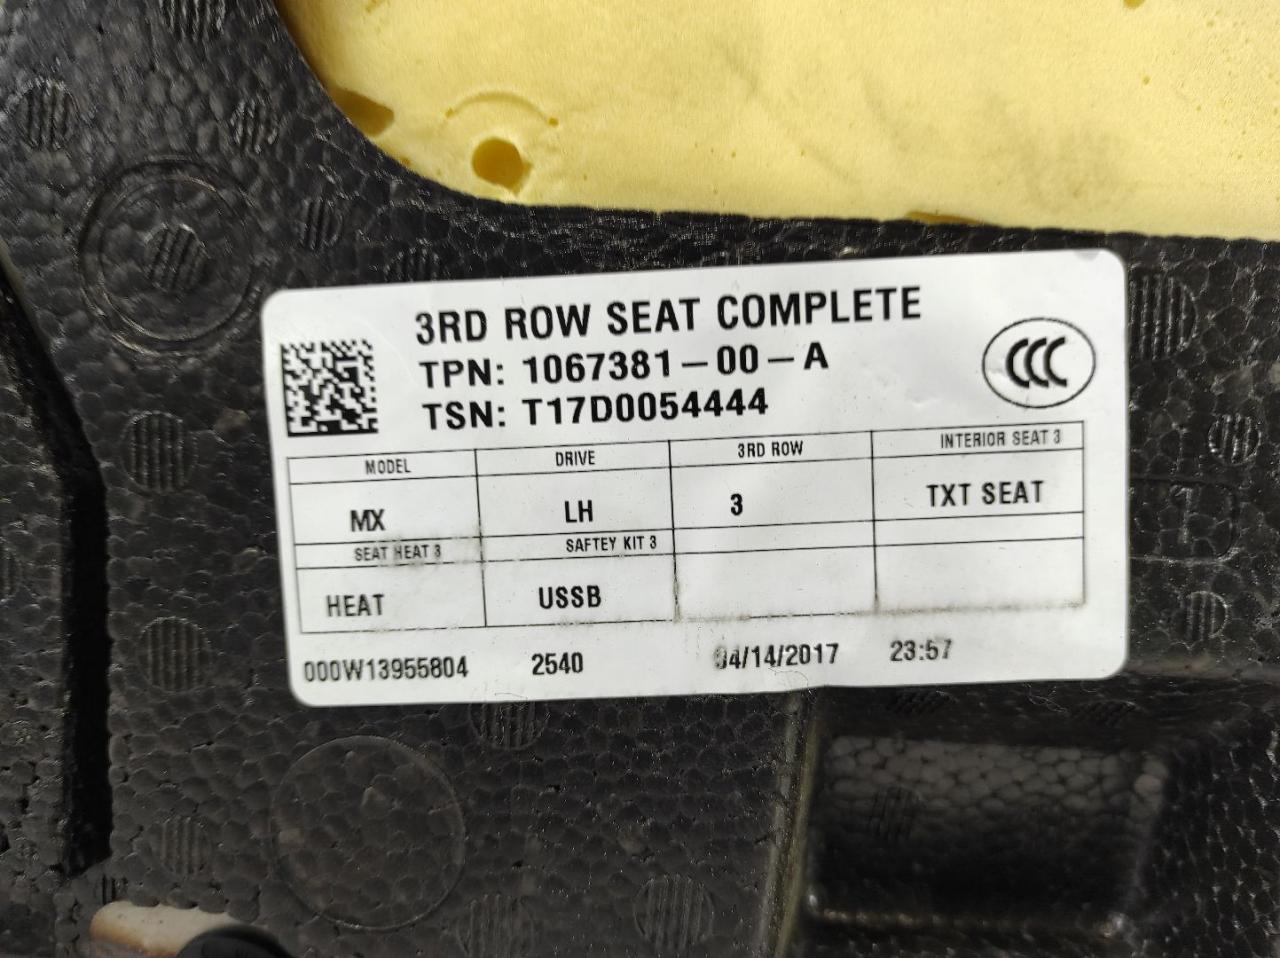 3RD ROW SEAT COMPLETE
TPN: 1067381-00-A
TSN: T17D0054444
CCC
MODEL DRIVE 3RD ROW INTERIOR SEAT 3
MX LH 3 TXT SEAT
SEAT HEAT 3 SAFTEY KIT 3
HEAT USSB
000W13955804 2540 04/14/2017 23:57
1